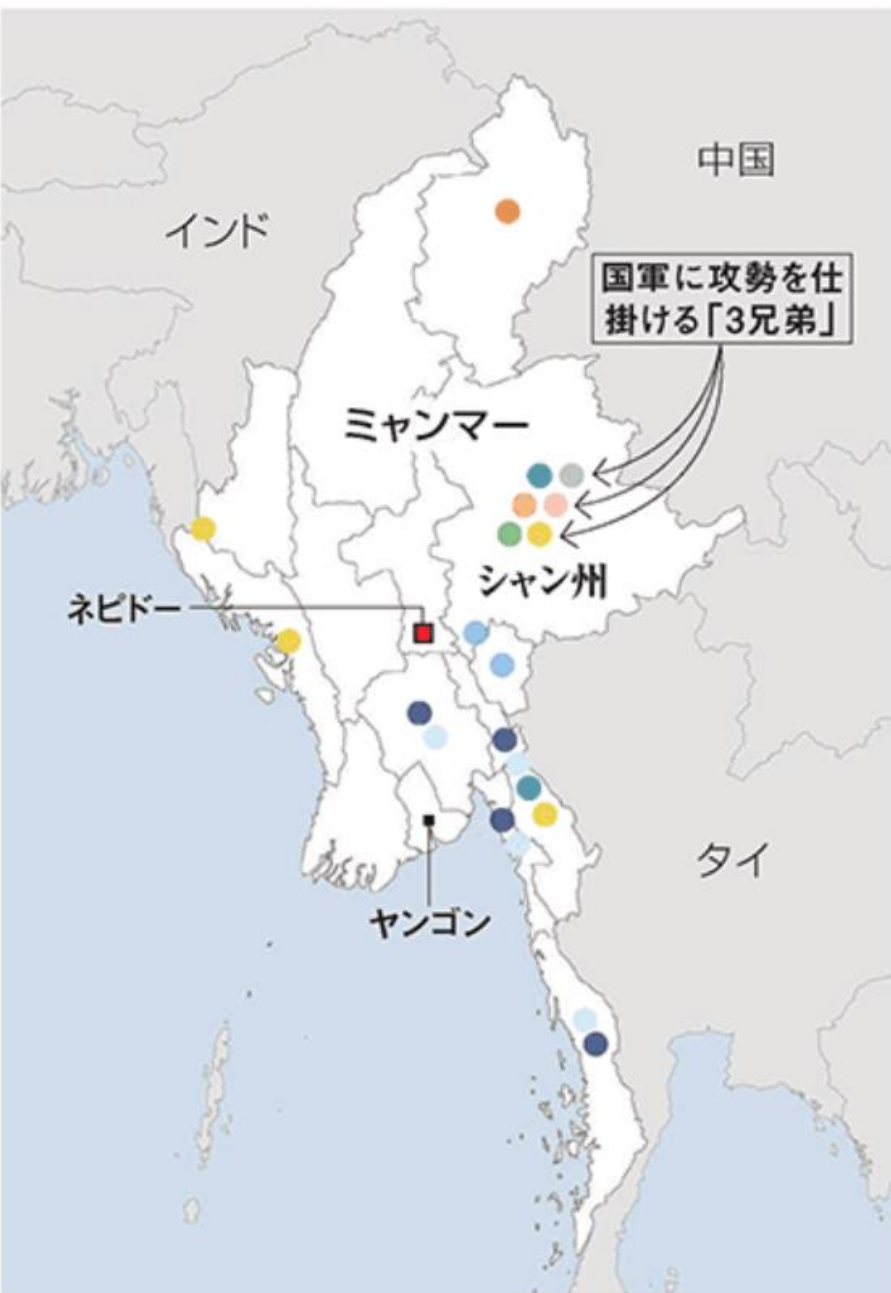 中国
インド
国軍に攻勢を仕
掛ける「3兄弟」
ミャンマー
シャン州
ネピドー
タイ
ヤンゴン